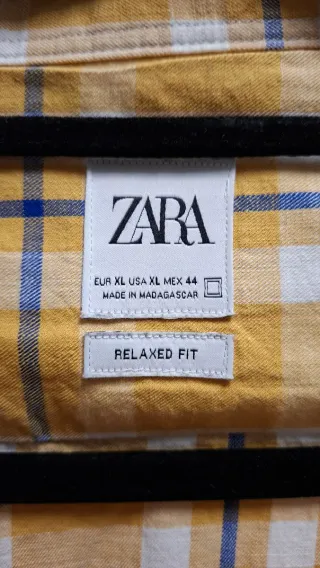 ZARA
EUR XL USA XL MEX 44
MADE IN MADAGASCAR
RELAXED FIT